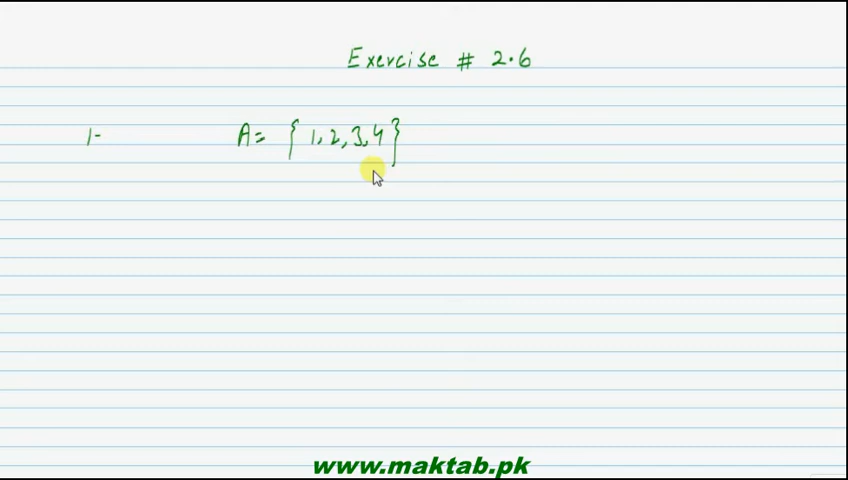 Exercise # 2.6
1- A= {1,2,3,4}
www.maktab.pk